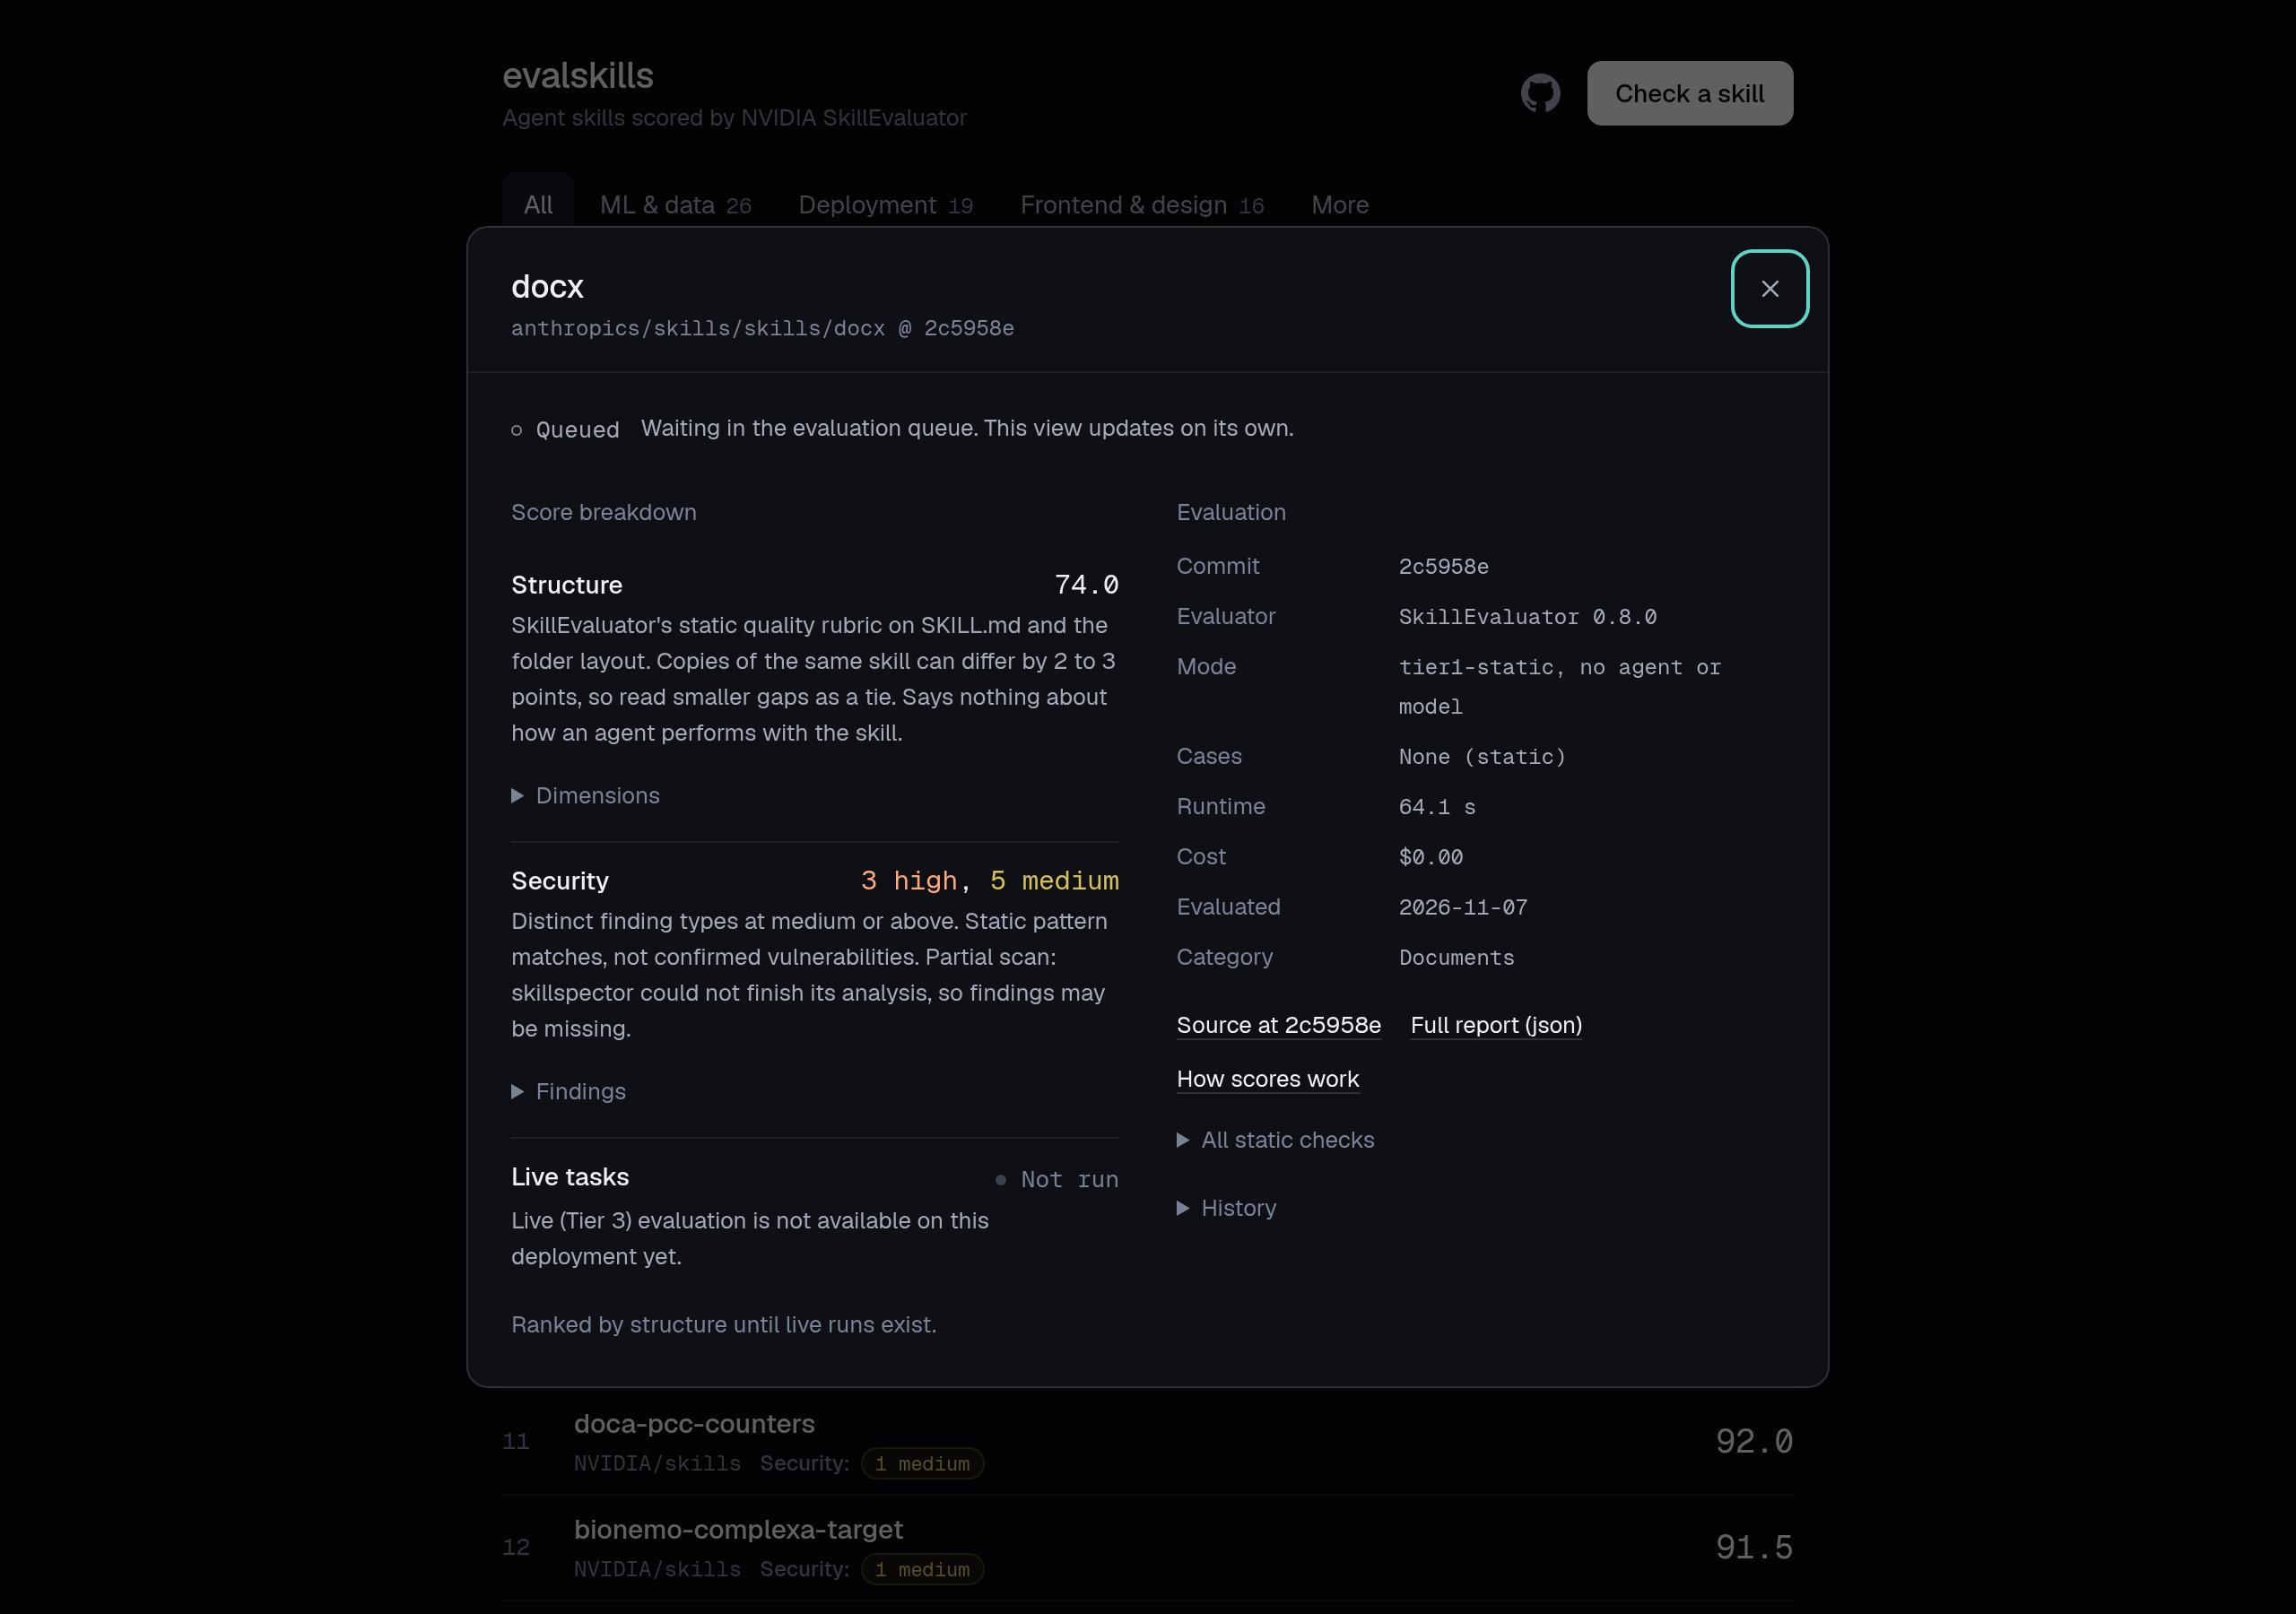 evalskills
Agent skills scored by NVIDIA SkillEvaluator
Check a skill
All
ML & data 26
Deployment 19
Frontend & design 16
More
docx
anthropics/skills/skills/docx @ 2c5958e
Queued Waiting in the evaluation queue. This view updates on its own.
Score breakdown
Structure 74.0
SkillEvaluator's static quality rubric on SKILL.md and the
folder layout. Copies of the same skill can differ by 2 to 3
points, so read smaller gaps as a tie. Says nothing about
how an agent performs with the skill.
Dimensions
Security 3 high, 5 medium
Distinct finding types at medium or above. Static pattern
matches, not confirmed vulnerabilities. Partial scan:
skillspector could not finish its analysis, so findings may
be missing.
Findings
Live tasks Not run
Live (Tier 3) evaluation is not available on this
deployment yet.
Ranked by structure until live runs exist.
Evaluation
Commit 2c5958e
Evaluator SkillEvaluator 0.8.0
Mode tier1-static, no agent or
model
Cases None (static)
Runtime 64.1 s
Cost $0.00
Evaluated 2026-11-07
Category Documents
Source at 2c5958e Full report (json)
How scores work
All static checks
History
11 doca-pcc-counters 92.0
NVIDIA/skills Security: 1 medium
12 bionemo-complexa-target 91.5
NVIDIA/skills Security: 1 medium